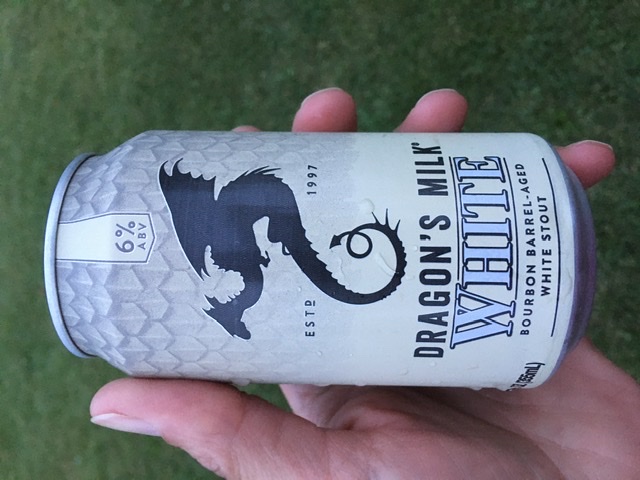 6%
ABV
ESTD 1997
DRAGON'S MILK®
WHITE
BOURBON BARREL-AGED
WHITE STOUT